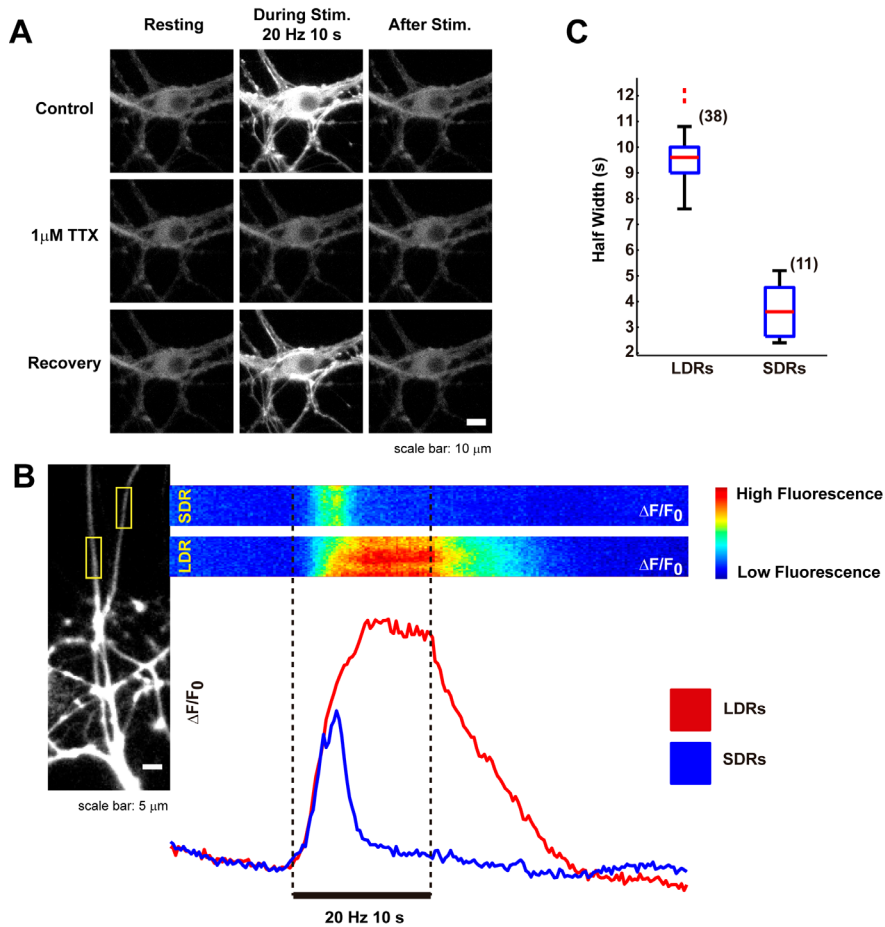 A
Resting
During Stim.
20 Hz 10 s
After Stim.
Control
1μM TTX
Recovery
scale bar: 10 μm
C
Half Width (s)
12
11
10
9
8
7
6
5
4
3
2
(38)
(11)
LDRs
SDRs
B
SDR
ΔF/F0
LDR
ΔF/F0
High Fluorescence
Low Fluorescence
ΔF/F0
LDRs
SDRs
scale bar: 5 μm
20 Hz 10 s